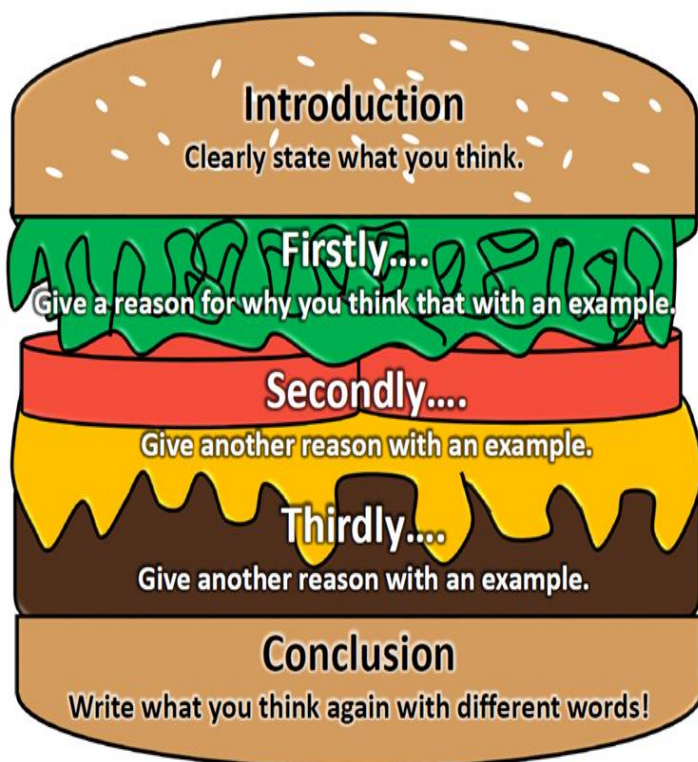 Introduction
Clearly state what you think.
Firstly....
Give a reason for why you think that with an example.
Secondly....
Give another reason with an example.
Thirdly....
Give another reason with an example.
Conclusion
Write what you think again with different words!